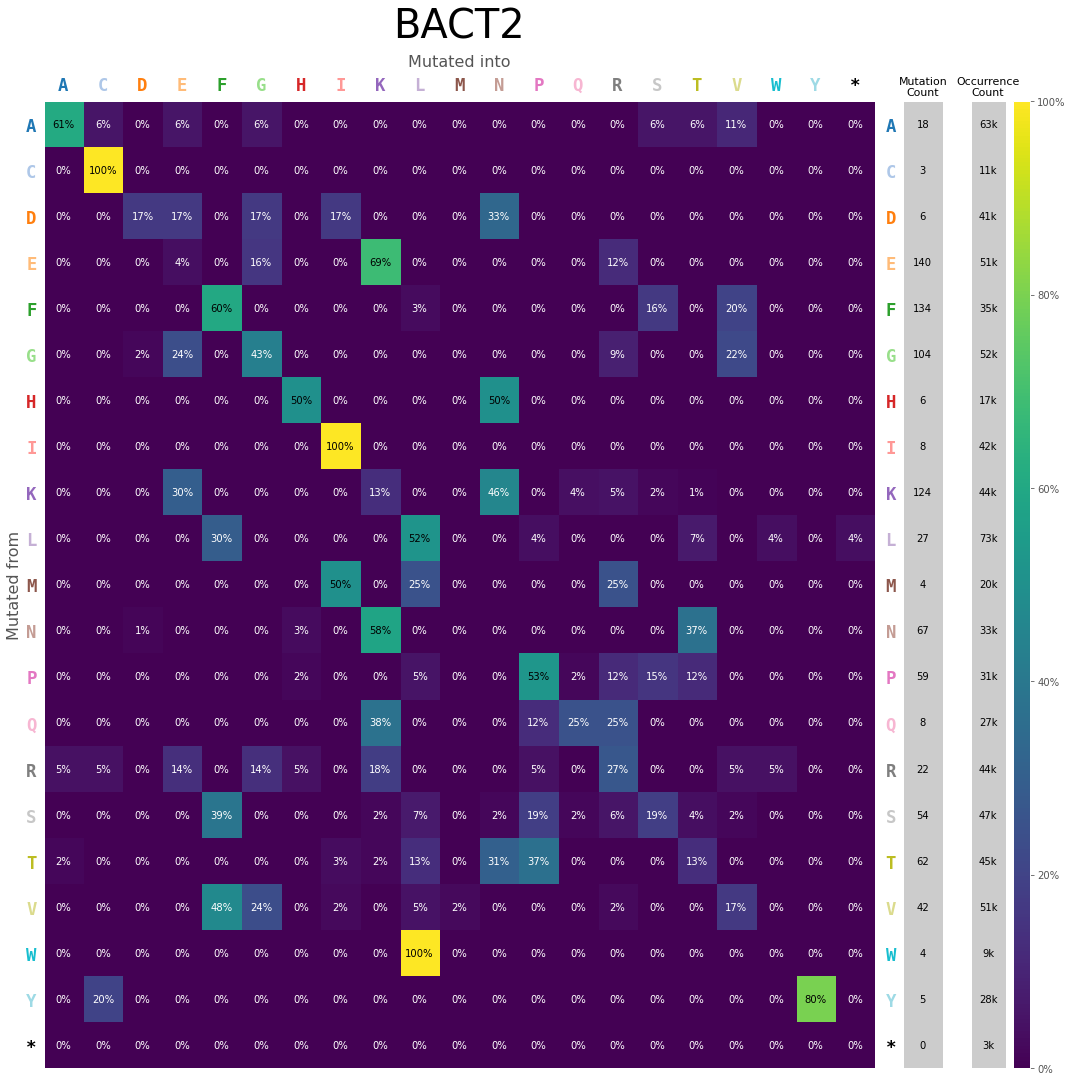 BACT2
Mutated into
A C D E F G H I K L M N P Q R S T V W Y * Mutation Count Occurrence Count
A 61% 6% 0% 6% 0% 6% 0% 0% 0% 0% 0% 0% 0% 0% 0% 6% 6% 11% 0% 0% 0% A 18 63k 100%
C 0% 100% 0% 0% 0% 0% 0% 0% 0% 0% 0% 0% 0% 0% 0% 0% 0% 0% 0% 0% 0% C 3 11k
D 0% 0% 17% 17% 0% 17% 0% 17% 0% 0% 0% 33% 0% 0% 0% 0% 0% 0% 0% 0% 0% D 6 41k
E 0% 0% 0% 4% 0% 16% 0% 0% 69% 0% 0% 0% 0% 0% 12% 0% 0% 0% 0% 0% 0% E 140 51k
80%
F 0% 0% 0% 0% 60% 0% 0% 0% 0% 3% 0% 0% 0% 0% 0% 16% 0% 20% 0% 0% 0% F 134 35k
G 0% 0% 2% 24% 0% 43% 0% 0% 0% 0% 0% 0% 0% 0% 9% 0% 0% 22% 0% 0% 0% G 104 52k
H 0% 0% 0% 0% 0% 0% 50% 0% 0% 0% 0% 50% 0% 0% 0% 0% 0% 0% 0% 0% 0% H 6 17k
I 0% 0% 0% 0% 0% 0% 0% 100% 0% 0% 0% 0% 0% 0% 0% 0% 0% 0% 0% 0% 0% I 8 42k
K 0% 0% 0% 30% 0% 0% 0% 0% 13% 0% 0% 46% 0% 4% 5% 2% 1% 0% 0% 0% 0% K 124 44k 60%
Mutated from
L 0% 0% 0% 0% 30% 0% 0% 0% 0% 52% 0% 0% 4% 0% 0% 0% 7% 0% 4% 0% 4% L 27 73k
M 0% 0% 0% 0% 0% 0% 0% 50% 0% 25% 0% 0% 0% 0% 25% 0% 0% 0% 0% 0% 0% M 4 20k
N 0% 0% 1% 0% 0% 0% 3% 0% 58% 0% 0% 0% 0% 0% 0% 0% 37% 0% 0% 0% 0% N 67 33k
P 0% 0% 0% 0% 0% 0% 2% 0% 0% 5% 0% 0% 53% 2% 12% 15% 12% 0% 0% 0% 0% P 59 31k 40%
Q 0% 0% 0% 0% 0% 0% 0% 0% 38% 0% 0% 0% 12% 25% 25% 0% 0% 0% 0% 0% 0% Q 8 27k
R 5% 5% 0% 14% 0% 14% 5% 0% 18% 0% 0% 0% 5% 0% 27% 0% 0% 5% 5% 0% 0% R 22 44k
S 0% 0% 0% 0% 39% 0% 0% 0% 2% 7% 0% 2% 19% 2% 6% 19% 4% 2% 0% 0% 0% S 54 47k
T 2% 0% 0% 0% 0% 0% 0% 3% 2% 13% 0% 31% 37% 0% 0% 0% 13% 0% 0% 0% 0% T 62 45k
20%
V 0% 0% 0% 0% 48% 24% 0% 2% 0% 5% 2% 0% 0% 0% 2% 0% 0% 17% 0% 0% 0% V 42 51k
W 0% 0% 0% 0% 0% 0% 0% 0% 0% 100% 0% 0% 0% 0% 0% 0% 0% 0% 0% 0% 0% W 4 9k
Y 0% 20% 0% 0% 0% 0% 0% 0% 0% 0% 0% 0% 0% 0% 0% 0% 0% 0% 0% 80% 0% Y 5 28k
* 0% 0% 0% 0% 0% 0% 0% 0% 0% 0% 0% 0% 0% 0% 0% 0% 0% 0% 0% 0% 0% * 0 3k
0%